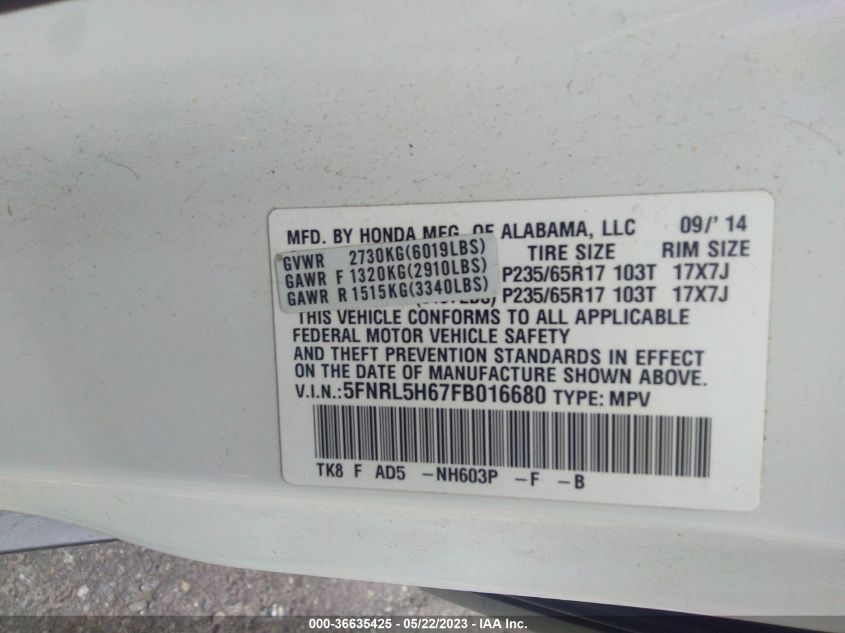 MFD. BY HONDA MFG. OF ALABAMA, LLC 09/' 14
GVWR 2730KG(6019LBS) TIRE SIZE RIM SIZE
GAWR F 1320KG(2910LBS) P235/65R17 103T 17X7J
GAWR R 1515KG(3340LBS) P235/65R17 103T 17X7J
THIS VEHICLE CONFORMS TO ALL APPLICABLE
FEDERAL MOTOR VEHICLE SAFETY
AND THEFT PREVENTION STANDARDS IN EFFECT
ON THE DATE OF MANUFACTURE SHOWN ABOVE.
V.I.N.:5FNRL5H67FB016680 TYPE: MPV
TK8 F AD5 -NH603P -F -B
000-36635425 - 05/22/2023 - IAA Inc.